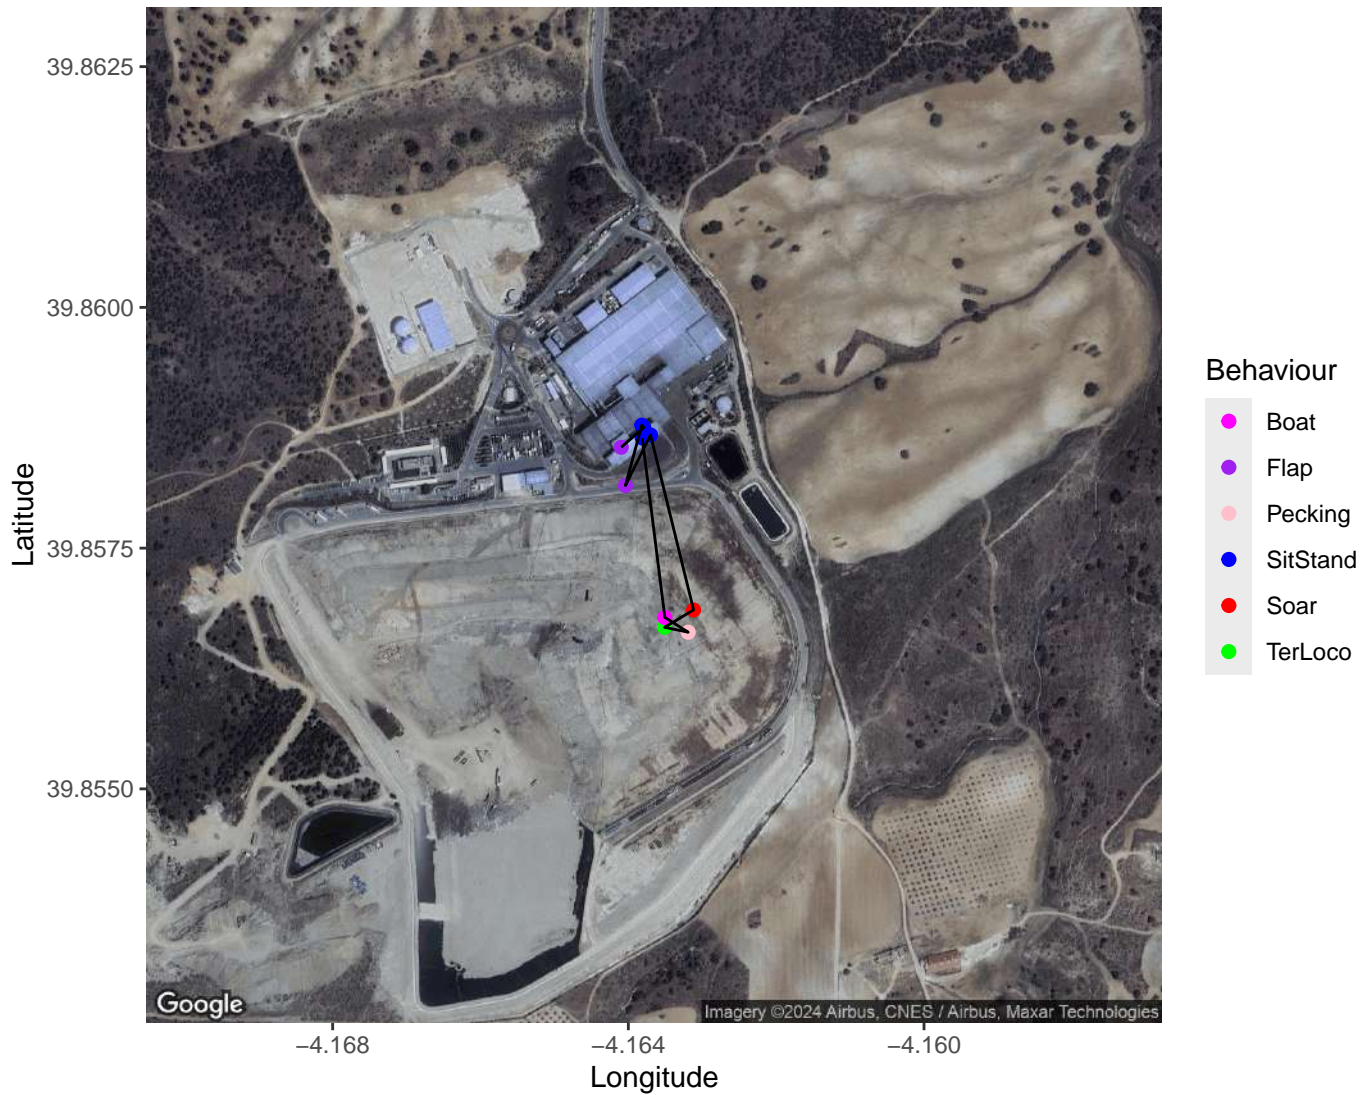 39.8625
39.8600
39.8575
39.8550
Latitude
−4.168
−4.164
−4.160
Longitude
Google
Imagery ©2024 Airbus, CNES / Airbus, Maxar Technologies
Behaviour
Boat
Flap
Pecking
SitStand
Soar
TerLoco